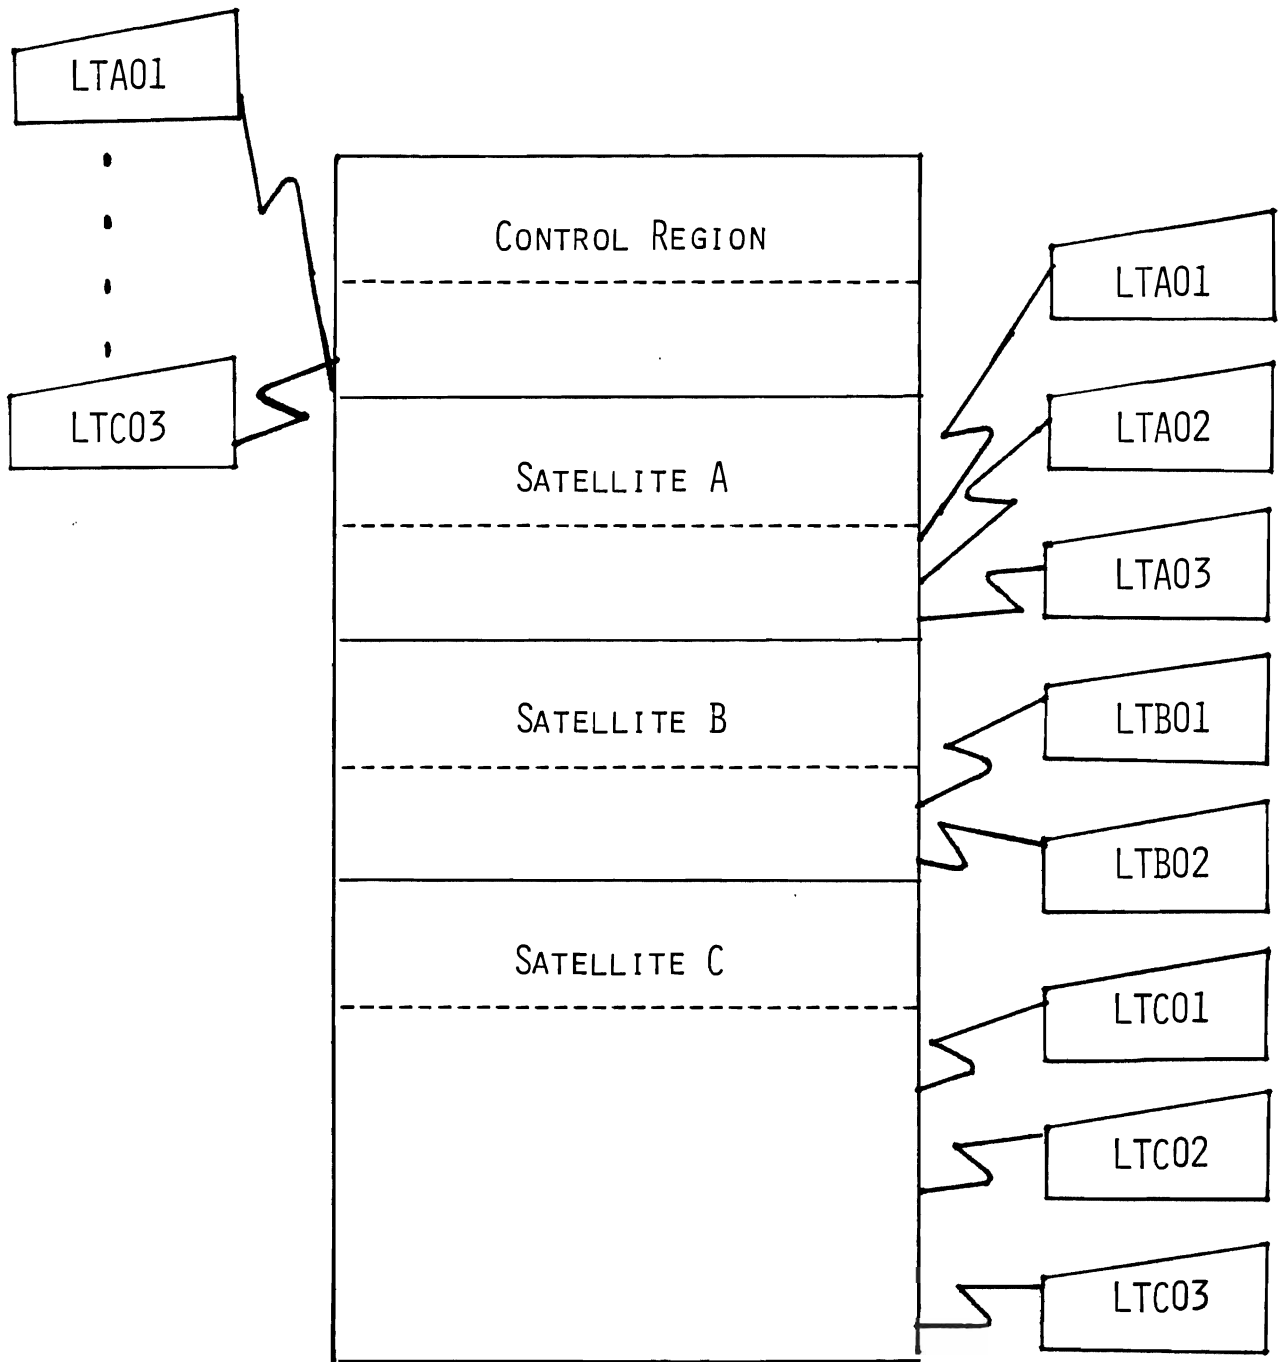 LTA01
LTC03
CONTROL REGION
SATELLITE A
SATELLITE B
SATELLITE C
LTA01
LTA02
LTA03
LTB01
LTB02
LTC01
LTC02
LTC03